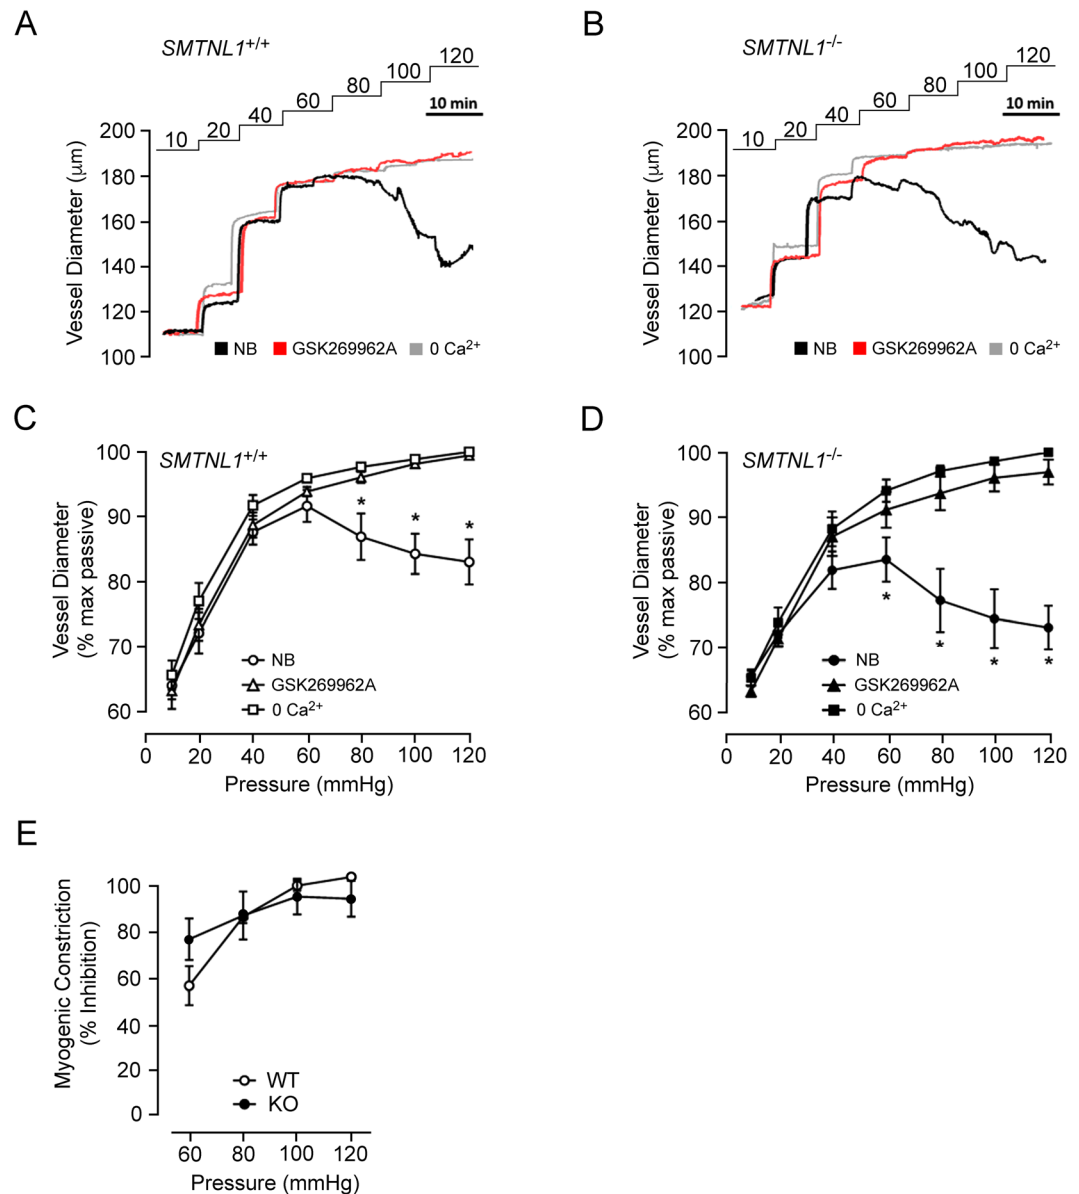 A
SMTNL1+/+
10 20 40 60 80 100 120
10 min
Vessel Diameter (μm)
200
180
160
140
120
100
NB GSK269962A 0 Ca2+
B
SMTNL1-/-
10 20 40 60 80 100 120
10 min
Vessel Diameter (μm)
200
180
160
140
120
100
NB GSK269962A 0 Ca2+
C
SMTNL1+/+
Vessel Diameter
(% max passive)
100
90
80
70
60
* * *
NB
GSK269962A
0 Ca2+
0 20 40 60 80 100 120
Pressure (mmHg)
D
SMTNL1-/-
Vessel Diameter
(% max passive)
100
90
80
70
60
* * * *
NB
GSK269962A
0 Ca2+
0 20 40 60 80 100 120
Pressure (mmHg)
E
Myogenic Constriction
(% Inhibition)
100
80
60
40
20
0
WT
KO
60 80 100 120
Pressure (mmHg)